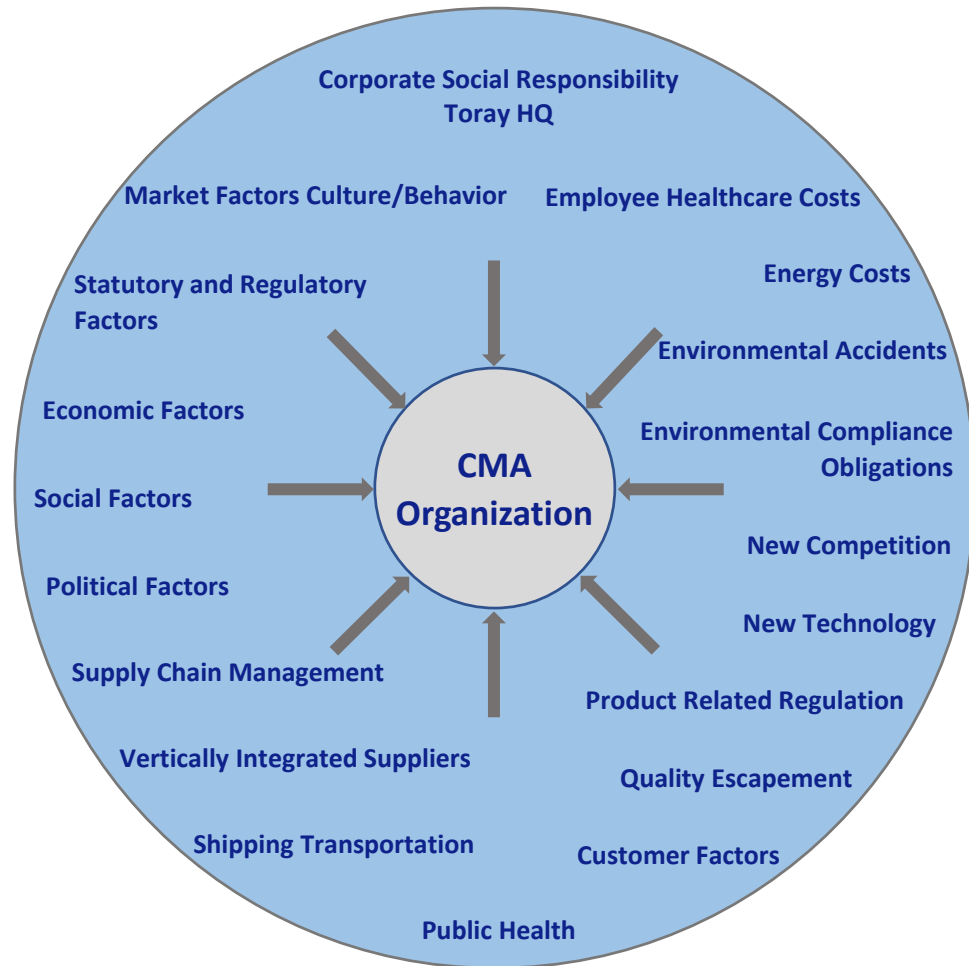 Corporate Social Responsibility
Toray HQ
Market Factors Culture/Behavior
Employee Healthcare Costs
Statutory and Regulatory
Factors
Energy Costs
Environmental Accidents
Economic Factors
Environmental Compliance
Obligations
CMA
Organization
Social Factors
New Competition
Political Factors
New Technology
Supply Chain Management
Product Related Regulation
Vertically Integrated Suppliers
Quality Escapement
Shipping Transportation
Customer Factors
Public Health